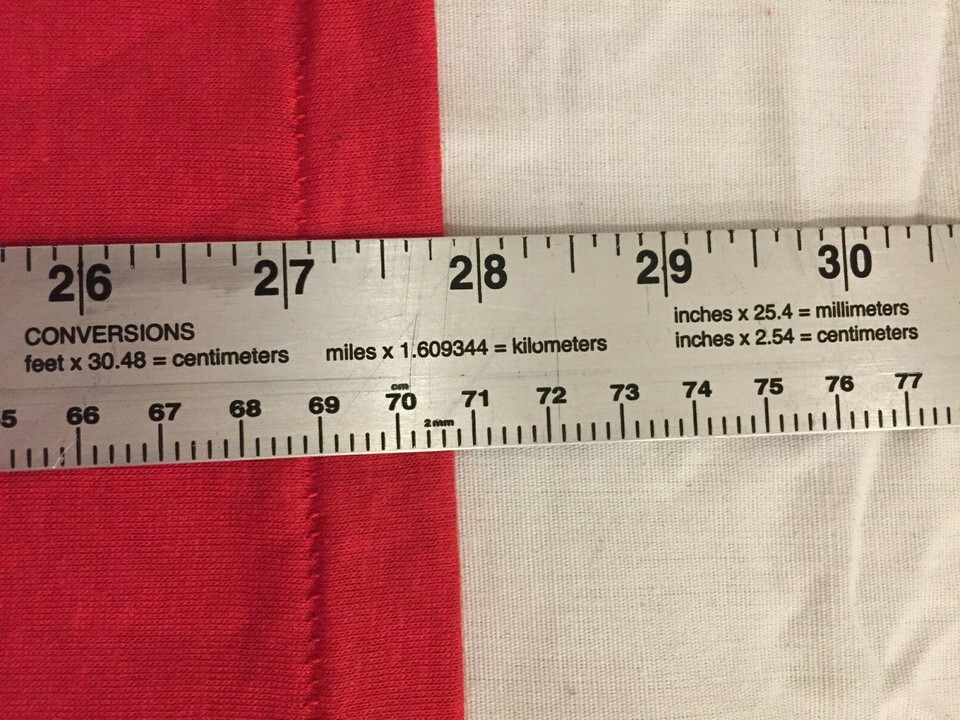 26 27 28 29 30
CONVERSIONS
feet x 30.48 = centimeters
miles x 1.609344 = kilometers
inches x 25.4 = millimeters
inches x 2.54 = centimeters
cm
5 66 67 68 69 70 71 72 73 74 75 76 77
2mm